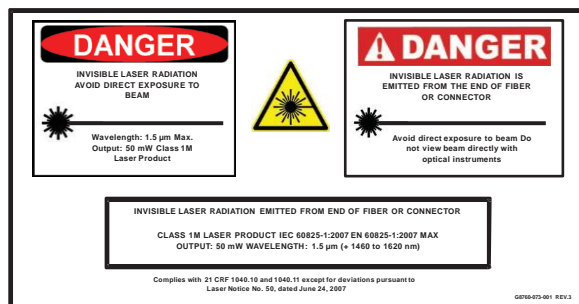 DANGER
INVISIBLE LASER RADIATION
AVOID DIRECT EXPOSURE TO
BEAM
Wavelength: 1.5 µm Max.
Output: 50 mW Class 1M
Laser Product
DANGER
INVISIBLE LASER RADIATION IS
EMITTED FROM THE END OF FIBER
OR CONNECTOR
Avoid direct exposure to beam Do
not view beam directly with
optical instruments
INVISIBLE LASER RADIATION EMITTED FROM END OF FIBER OR CONNECTOR
CLASS 1M LASER PRODUCT IEC 60825-1:2007 EN 60825-1:2007 MAX
OUTPUT: 50 mW WAVELENGTH: 1.5 µm (+ 1460 to 1620 nm)
Complies with 21 CRF 1040.10 and 1040.11 except for deviations pursuant to
Laser Notice No. 50, dated June 24, 2007
G8760-073-001 REV.3